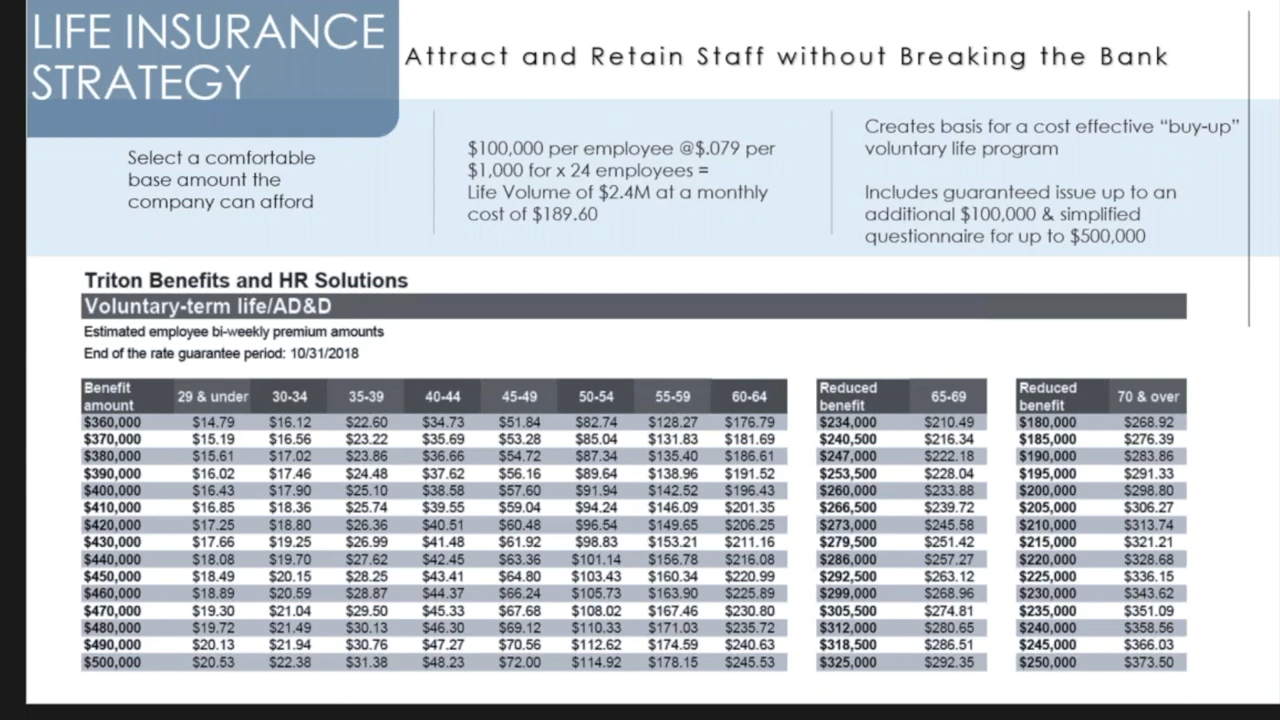 LIFE INSURANCE
STRATEGY
Attract and Retain Staff without Breaking the Bank
Select a comfortable
base amount the
company can afford
$100,000 per employee @$.079 per
$1,000 for x 24 employees =
Life Volume of $2.4M at a monthly
cost of $189.60
Creates basis for a cost effective “buy-up”
voluntary life program
Includes guaranteed issue up to an
additional $100,000 & simplified
questionnaire for up to $500,000
Triton Benefits and HR Solutions
Voluntary-term life/AD&D
Estimated employee bi-weekly premium amounts
End of the rate guarantee period: 10/31/2018
Benefit amount 29 & under 30-34 35-39 40-44 45-49 50-54 55-59 60-64 Reduced benefit 65-69 Reduced benefit 70 & over
$360,000 $14.79 $16.12 $22.60 $34.73 $51.84 $82.74 $128.27 $176.79 $234,000 $210.49 $180,000 $268.92
$370,000 $15.19 $16.56 $23.22 $35.69 $53.28 $85.04 $131.83 $181.69 $240,500 $216.34 $185,000 $276.39
$380,000 $15.61 $17.02 $23.86 $36.66 $54.72 $87.34 $135.40 $186.61 $247,000 $222.18 $190,000 $283.86
$390,000 $16.02 $17.46 $24.48 $37.62 $56.16 $89.64 $138.96 $191.52 $253,500 $228.04 $195,000 $291.33
$400,000 $16.43 $17.90 $25.10 $38.58 $57.60 $91.94 $142.52 $196.43 $260,000 $233.88 $200,000 $298.80
$410,000 $16.85 $18.36 $25.74 $39.55 $59.04 $94.24 $146.09 $201.35 $266,500 $239.72 $205,000 $306.27
$420,000 $17.25 $18.80 $26.36 $40.51 $60.48 $96.54 $149.65 $206.25 $273,000 $245.58 $210,000 $313.74
$430,000 $17.66 $19.25 $26.99 $41.48 $61.92 $98.83 $153.21 $211.16 $279,500 $251.42 $215,000 $321.21
$440,000 $18.08 $19.70 $27.62 $42.45 $63.36 $101.14 $156.78 $216.08 $286,000 $257.27 $220,000 $328.68
$450,000 $18.49 $20.15 $28.25 $43.41 $64.80 $103.43 $160.34 $220.99 $292,500 $263.12 $225,000 $336.15
$460,000 $18.89 $20.59 $28.87 $44.37 $66.24 $105.73 $163.90 $225.89 $299,000 $268.96 $230,000 $343.62
$470,000 $19.30 $21.04 $29.50 $45.33 $67.68 $108.02 $167.46 $230.80 $305,500 $274.81 $235,000 $351.09
$480,000 $19.72 $21.49 $30.13 $46.30 $69.12 $110.33 $171.03 $235.72 $312,000 $280.65 $240,000 $358.56
$490,000 $20.13 $21.94 $30.76 $47.27 $70.56 $112.62 $174.59 $240.63 $318,500 $286.51 $245,000 $366.03
$500,000 $20.53 $22.38 $31.38 $48.23 $72.00 $114.92 $178.15 $245.53 $325,000 $292.35 $250,000 $373.50